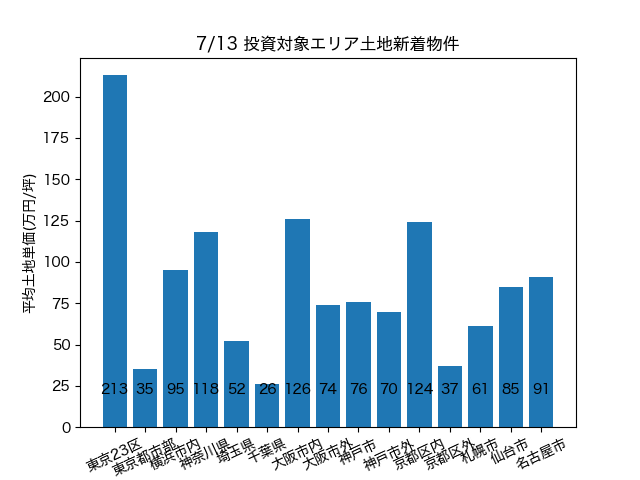 7/13 投資対象エリア土地新着物件
平均土地単価(万円/坪)
200
175
150
125
100
75
50
25
0
213 35 95 118 52 26 126 74 76 70 124 37 61 85 91
東京23区 東京都市部 横浜市内 神奈川県 埼玉県 千葉県 大阪市内 大阪市外 神戸市 神戸市外 京都区内 京都区外 札幌市 仙台市 名古屋市